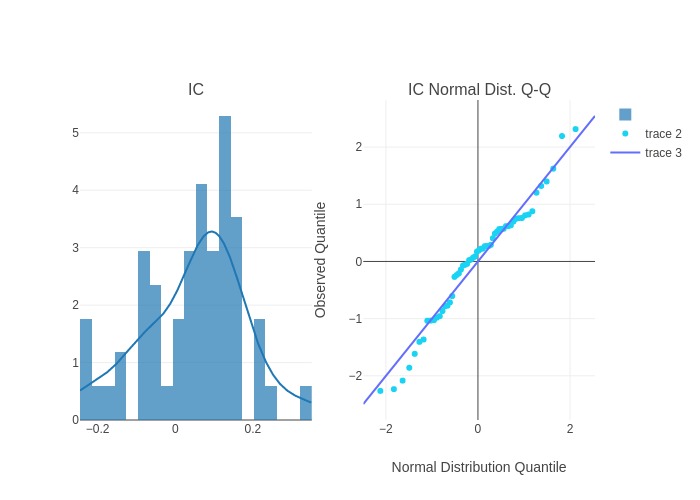 IC
IC Normal Dist. Q-Q
0
1
2
3
4
5
−0.2
0
0.2
Observed Quantile
−2
−1
0
1
2
−2
0
2
Normal Distribution Quantile
trace 2
trace 3